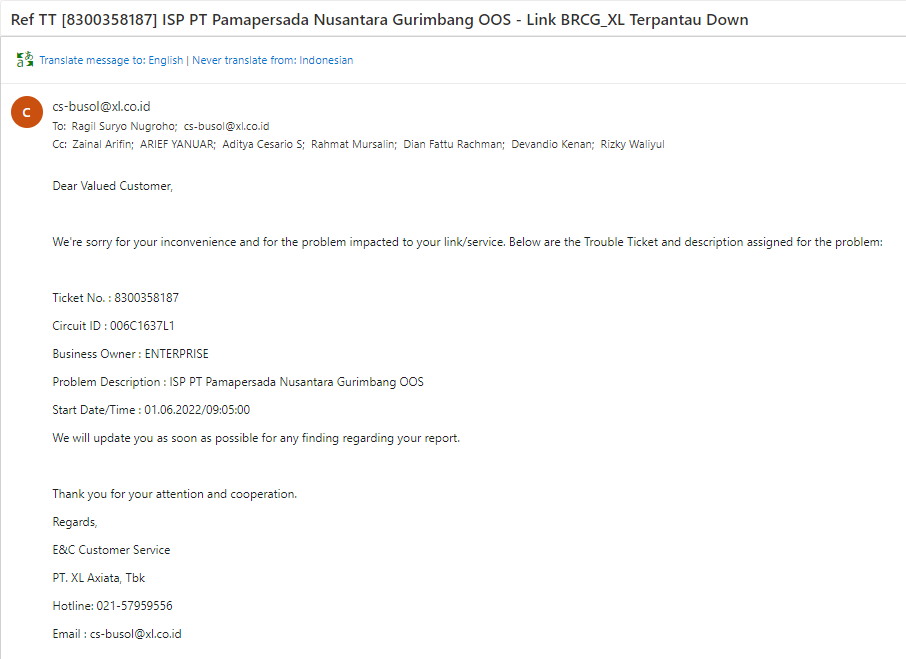 Ref TT [8300358187] ISP PT Pamapersada Nusantara Gurimbang OOS - Link BRCG_XL Terpantau Down
Translate message to: English | Never translate from: Indonesian
C
cs-busol@xl.co.id
To: Ragil Suryo Nugroho; cs-busol@xl.co.id
Cc: Zainal Arifin; ARIEF YANUAR; Aditya Cesario S; Rahmat Mursalin; Dian Fattu Rachman; Devandio Kenan; Rizky Waliyul
Dear Valued Customer,
We're sorry for your inconvenience and for the problem impacted to your link/service. Below are the Trouble Ticket and description assigned for the problem:
Ticket No. : 8300358187
Circuit ID : 006C1637L1
Business Owner : ENTERPRISE
Problem Description : ISP PT Pamapersada Nusantara Gurimbang OOS
Start Date/Time : 01.06.2022/09:05:00
We will update you as soon as possible for any finding regarding your report.
Thank you for your attention and cooperation.
Regards,
E&C Customer Service
PT. XL Axiata, Tbk
Hotline: 021-57959556
Email : cs-busol@xl.co.id